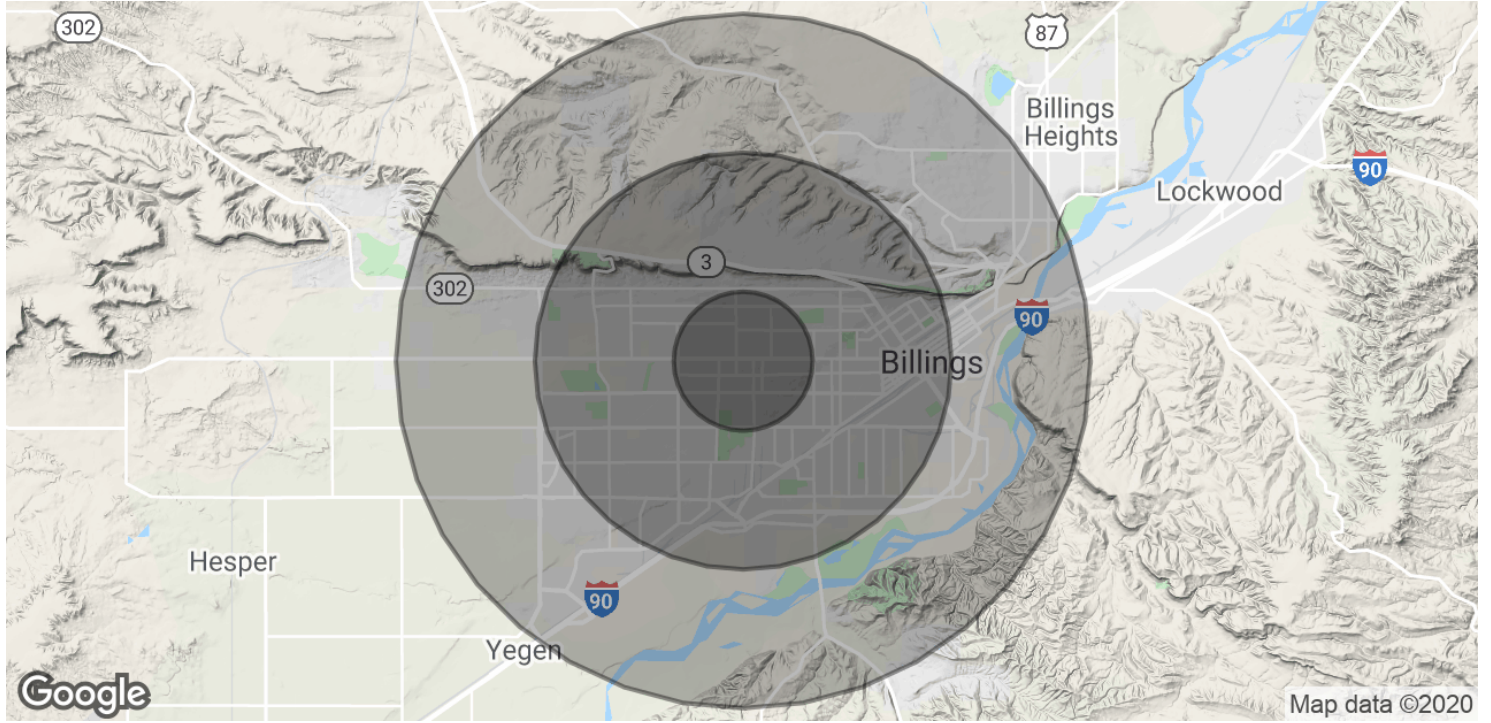 302
87
Billings
Heights
90
Lockwood
3
302
90
Billings
Hesper
90
Yegen
Google
Map data ©2020